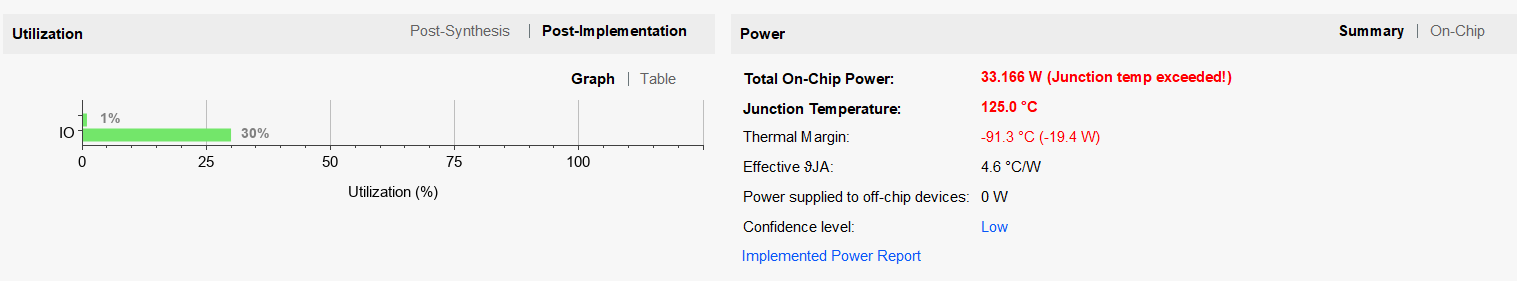 Utilization
Post-Synthesis | Post-Implementation
Graph | Table
1%
IO
30%
0 25 50 75 100
Utilization (%)
Power
Summary | On-Chip
Total On-Chip Power: 33.166 W (Junction temp exceeded!)
Junction Temperature: 125.0 °C
Thermal Margin: -91.3 °C (-19.4 W)
Effective ϑJA: 4.6 °C/W
Power supplied to off-chip devices: 0 W
Confidence level: Low
Implemented Power Report